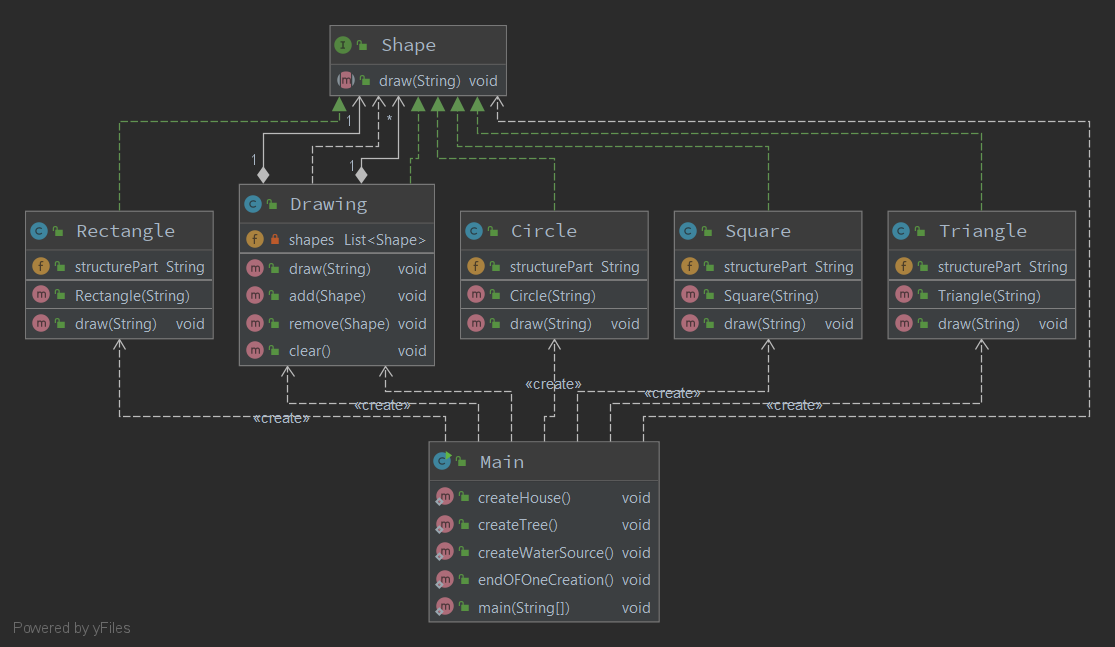 I Shape
m draw(String) void
1
*
1
1
C Drawing
f shapes List<Shape>
m draw(String) void
m add(Shape) void
m remove(Shape) void
m clear() void
C Rectangle
f structurePart String
m Rectangle(String)
m draw(String) void
C Circle
f structurePart String
m Circle(String)
m draw(String) void
C Square
f structurePart String
m Square(String)
m draw(String) void
C Triangle
f structurePart String
m Triangle(String)
m draw(String) void
«create»
«create»
«create»
«create»
«create»
C Main
m createHouse() void
m createTree() void
m createWaterSource() void
m endOFOneCreation() void
m main(String[]) void
Powered by yFiles